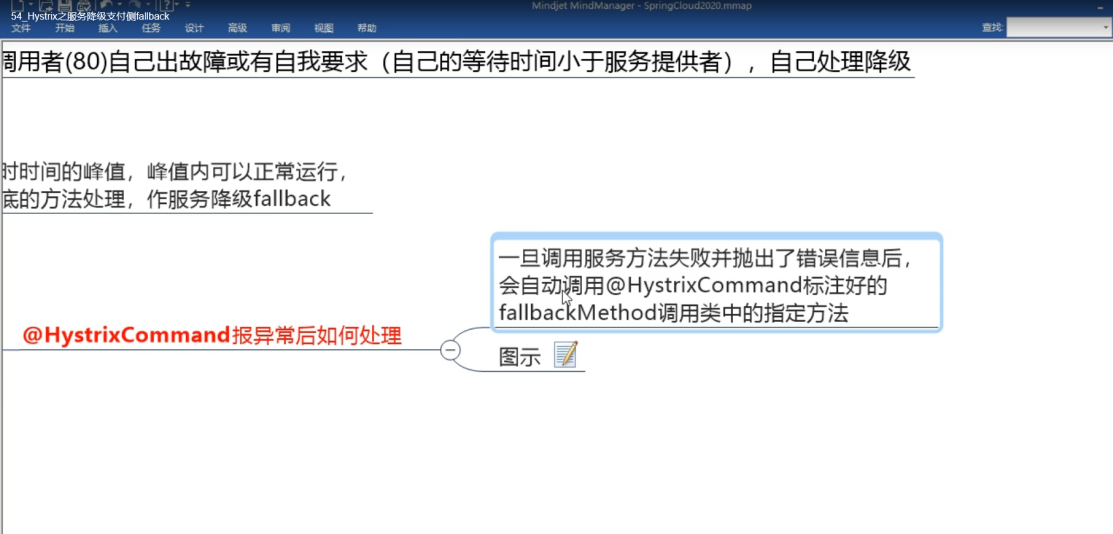 54_Hystrix之服务降级支付侧fallback
Mindjet MindManager - SpringCloud2020.mmap
文件 开始 插入 任务 设计 高级 审阅 视图 帮助 查找:
调用者(80)自己出故障或有自我要求（自己的等待时间小于服务提供者），自己处理降级
时时间的峰值，峰值内可以正常运行，
底的方法处理，作服务降级fallback
一旦调用服务方法失败并抛出了错误信息后，
会自动调用@HystrixCommand标注好的
fallbackMethod调用类中的指定方法
@HystrixCommand报异常后如何处理
图示